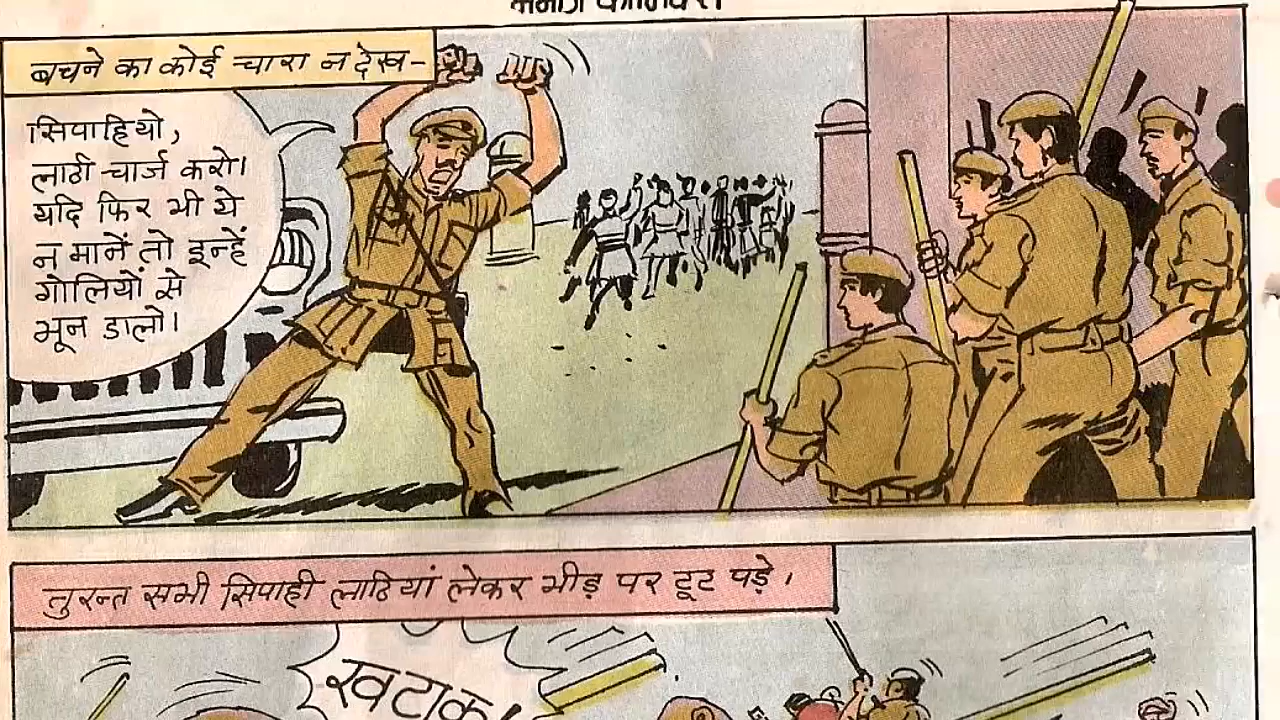 बचने का कोई चारा न देख-
सिपाहियो,
लाठी चार्ज करो।
यदि फिर भी ये
न मानें तो इन्हें
गोलियों से
भून डालो।
तुरन्त सभी सिपाही लाठियां लेकर भीड़ पर टूट पड़े।
खटाक!